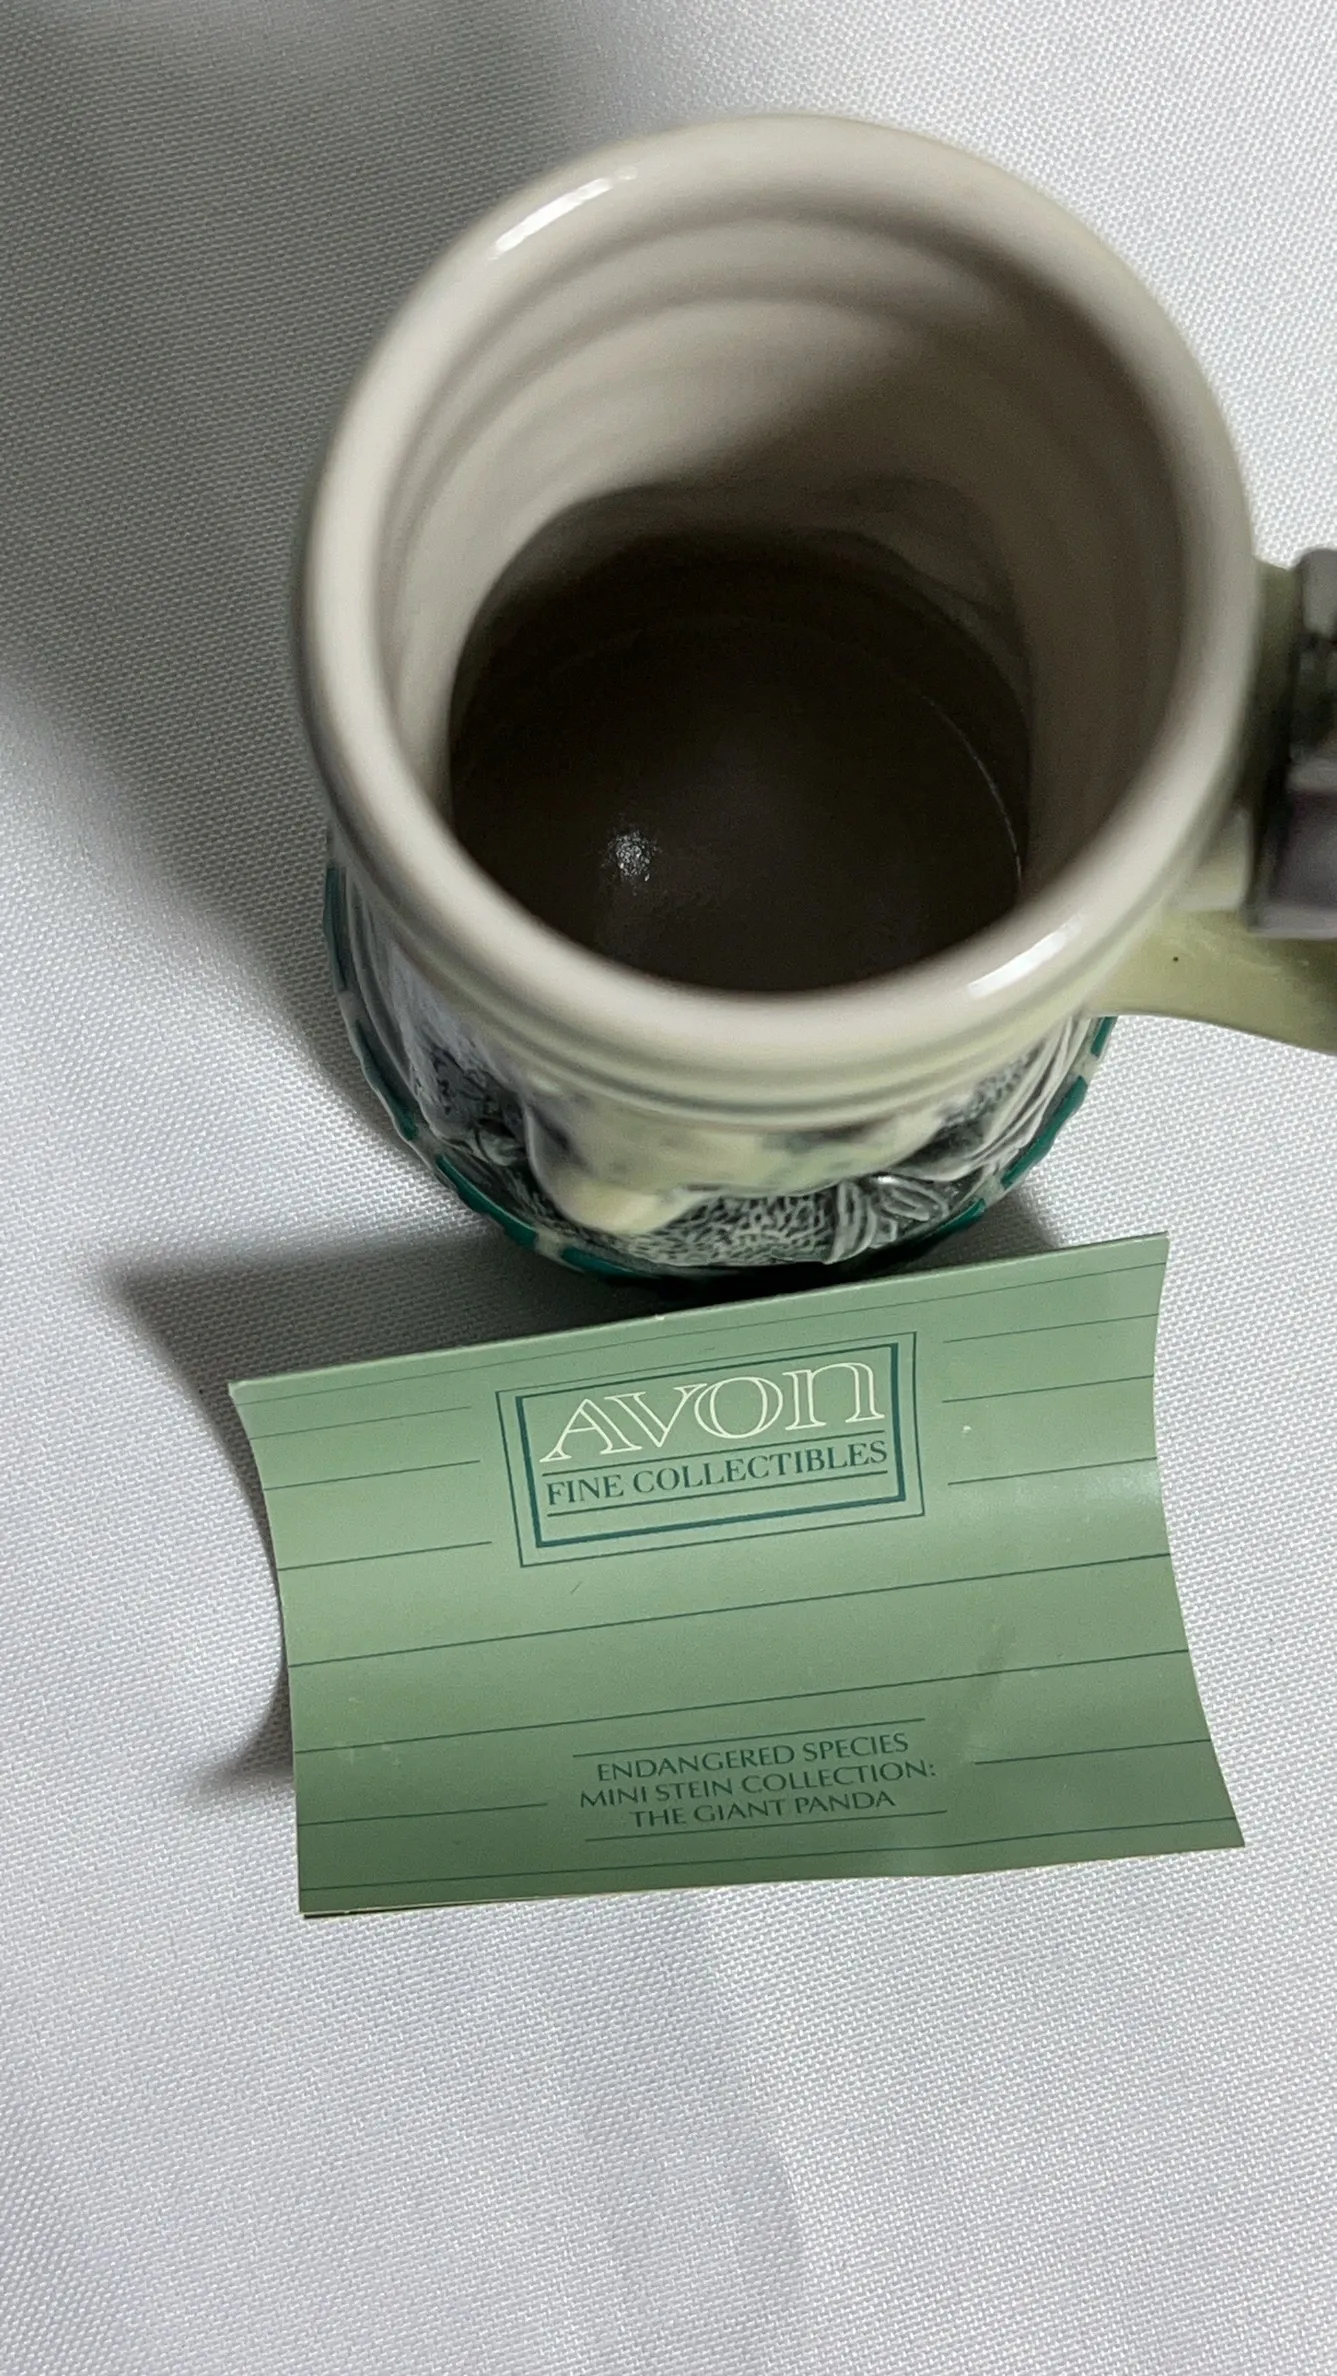 AVON
FINE COLLECTIBLES
ENDANGERED SPECIES
MINI STEIN COLLECTION:
THE GIANT PANDA